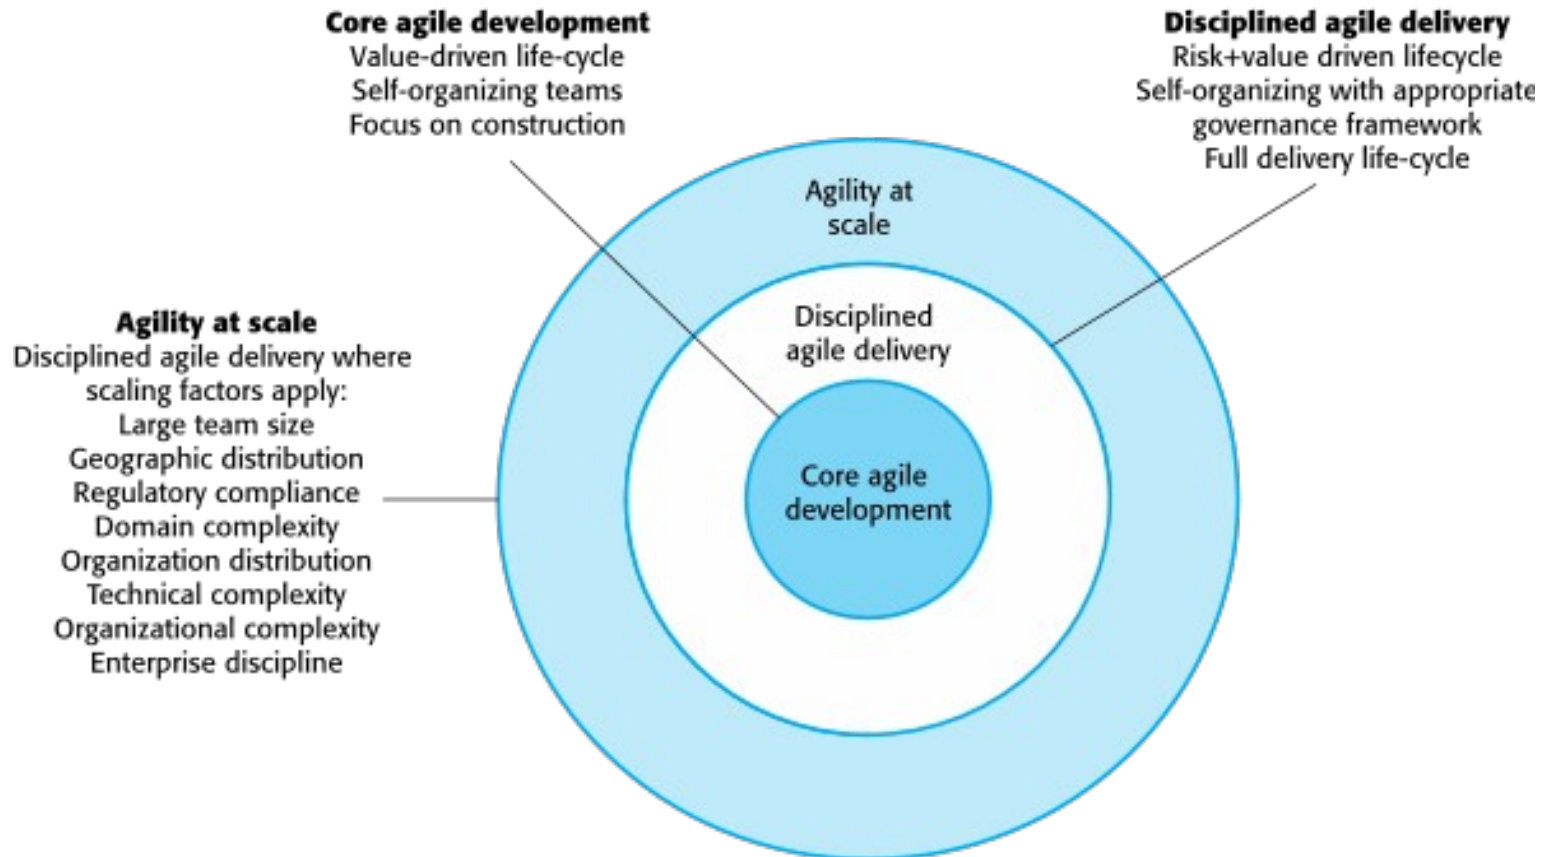 Core agile development
Value-driven life-cycle
Self-organizing teams
Focus on construction
Disciplined agile delivery
Risk+value driven lifecycle
Self-organizing with appropriate
governance framework
Full delivery life-cycle
Agility at scale
Disciplined agile delivery where
scaling factors apply:
Large team size
Geographic distribution
Regulatory compliance
Domain complexity
Organization distribution
Technical complexity
Organizational complexity
Enterprise discipline
Agility at
scale
Disciplined
agile delivery
Core agile
development